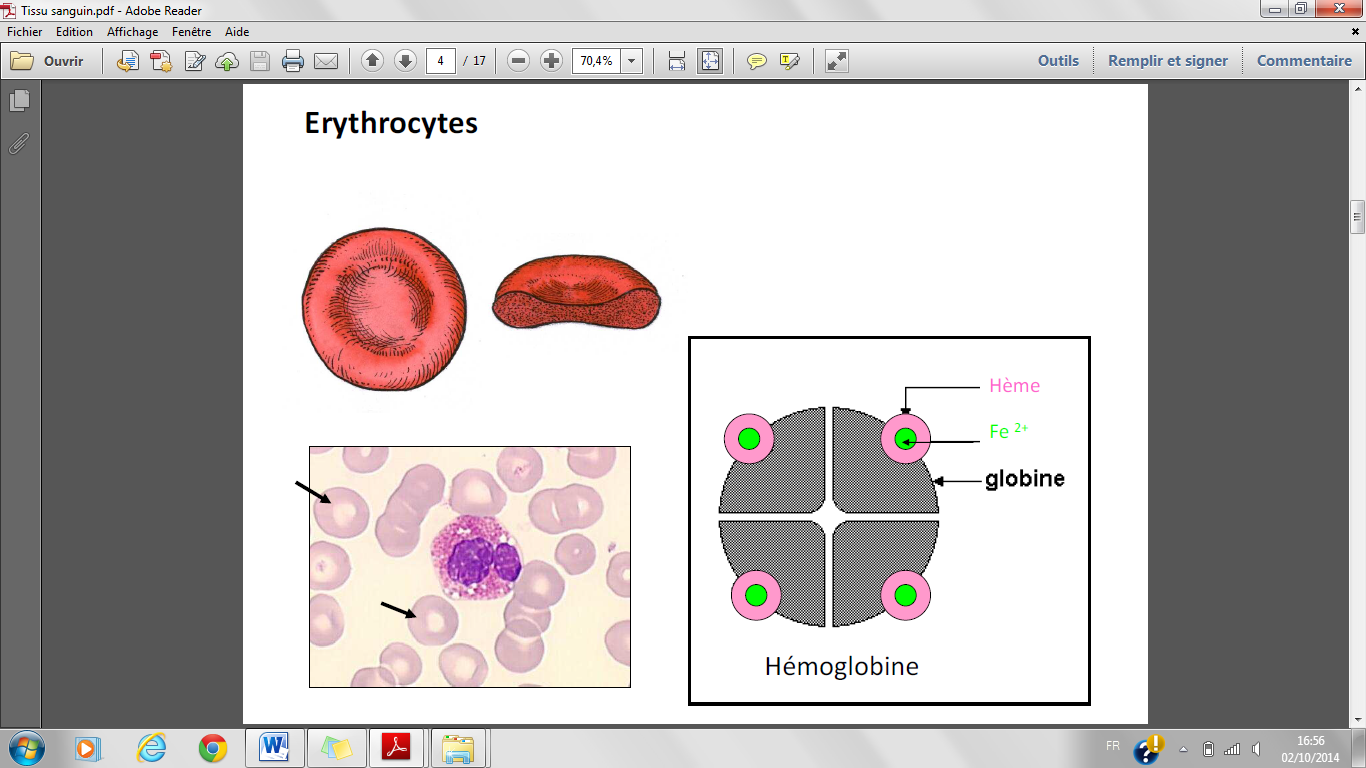 Tissu sanguin.pdf - Adobe Reader
Fichier Edition Affichage Fenêtre Aide
Ouvrir 4 / 17 70,4% Outils Remplir et signer Commentaire
Erythrocytes
Hème
Fe 2+
globine
Hémoglobine
FR 16:56
02/10/2014